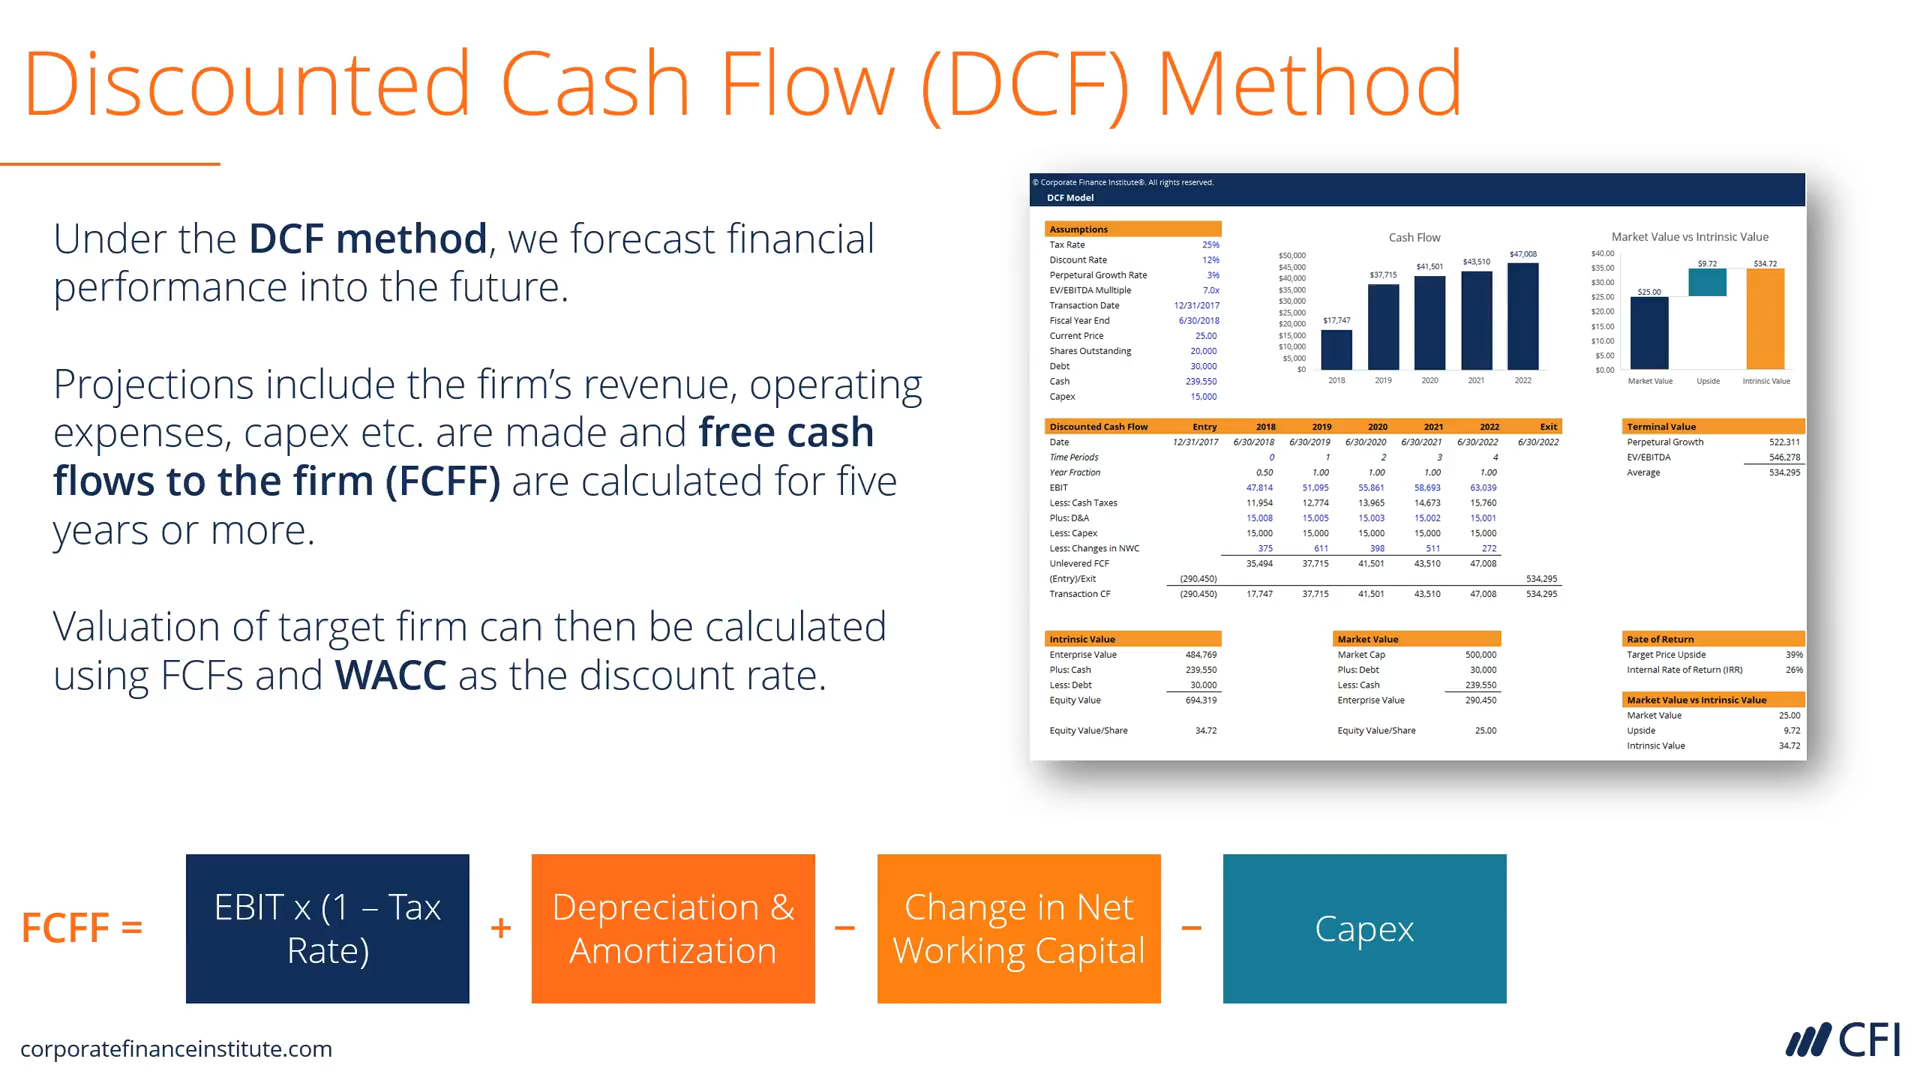 Discounted Cash Flow (DCF) Method
Under the DCF method, we forecast financial
performance into the future.
Projections include the firm's revenue, operating
expenses, capex etc. are made and free cash
flows to the firm (FCFF) are calculated for five
years or more.
Valuation of target firm can then be calculated
using FCFs and WACC as the discount rate.
© Corporate Finance Institute®. All rights reserved.
DCF Model
Assumptions
Tax Rate 25%
Discount Rate 12%
Perpetural Growth Rate 3%
EV/EBITDA Mulltiple 7.0x
Transaction Date 12/31/2017
Fiscal Year End 6/30/2018
Current Price 25.00
Shares Outstanding 20,000
Debt 30,000
Cash 239,550
Capex 15,000
Cash Flow
$50,000
$45,000
$40,000
$35,000
$30,000
$25,000
$20,000
$15,000
$10,000
$5,000
$0
$17,747 $37,715 $41,501 $43,510 $47,008
2018 2019 2020 2021 2022
Market Value vs Intrinsic Value
$40.00
$35.00
$30.00
$25.00
$20.00
$15.00
$10.00
$5.00
$0.00
$25.00 $9.72 $34.72
Market Value Upside Intrinsic Value
Discounted Cash Flow Entry 2018 2019 2020 2021 2022 Exit
Date 12/31/2017 6/30/2018 6/30/2019 6/30/2020 6/30/2021 6/30/2022 6/30/2022
Time Periods 0 1 2 3 4
Year Fraction 0.50 1.00 1.00 1.00 1.00
EBIT 47,814 51,095 55,861 58,693 63,039
Less: Cash Taxes 11,954 12,774 13,965 14,673 15,760
Plus: D&A 15,008 15,005 15,003 15,002 15,001
Less: Capex 15,000 15,000 15,000 15,000 15,000
Less: Changes in NWC 375 611 398 511 272
Unlevered FCF 35,494 37,715 41,501 43,510 47,008
(Entry)/Exit (290,450) 534,295
Transaction CF (290,450) 17,747 37,715 41,501 43,510 47,008 534,295
Terminal Value
Perpetural Growth 522,311
EV/EBITDA 546,278
Average 534,295
Intrinsic Value
Enterprise Value 484,769
Plus: Cash 239,550
Less: Debt 30,000
Equity Value 694,319
Equity Value/Share 34.72
Market Value
Market Cap 500,000
Plus: Debt 30,000
Less: Cash 239,550
Enterprise Value 290,450
Equity Value/Share 25.00
Rate of Return
Target Price Upside 39%
Internal Rate of Return (IRR) 26%
Market Value vs Intrinsic Value
Market Value 25.00
Upside 9.72
Intrinsic Value 34.72
FCFF = EBIT x (1 – Tax
Rate)
+
Depreciation &
Amortization
–
Change in Net
Working Capital
–
Capex
corporatefinanceinstitute.com
CFI